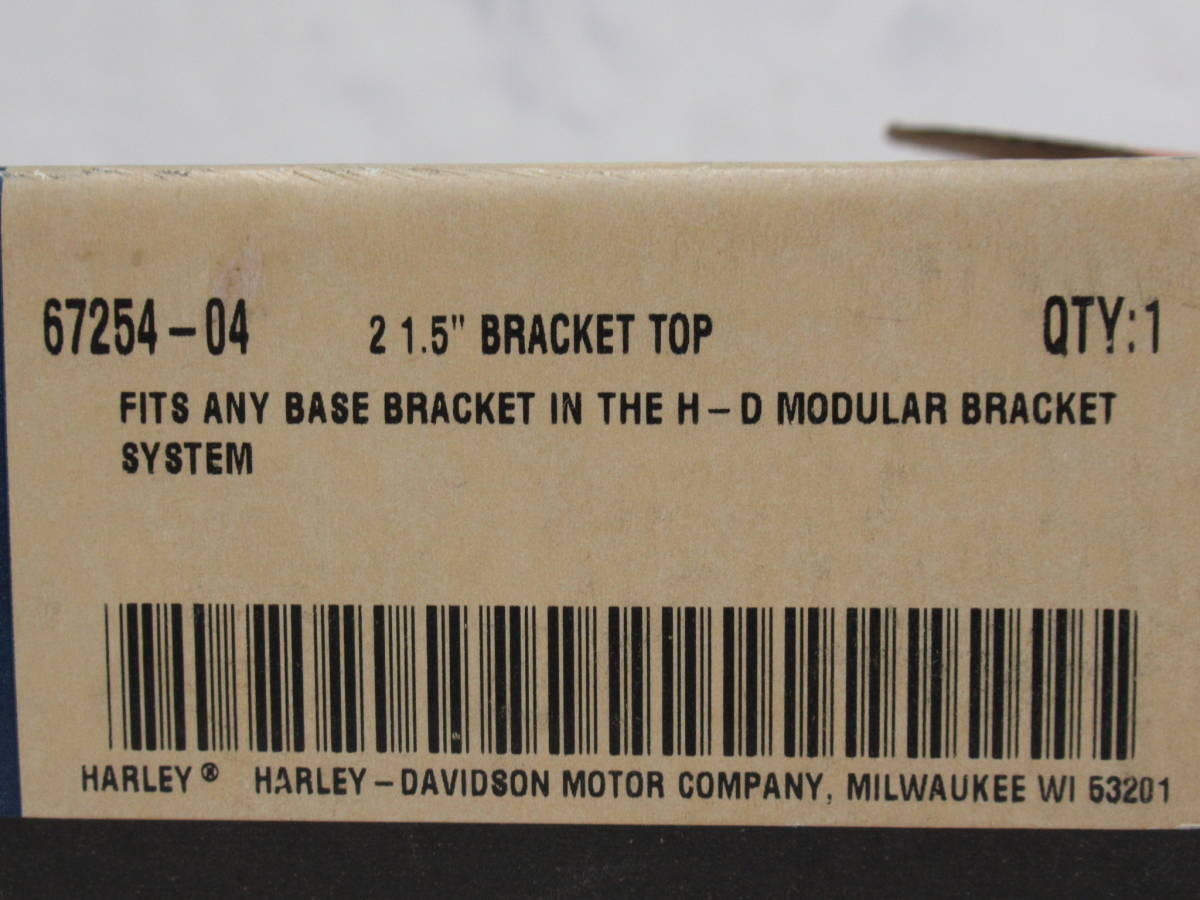 67254-04 2 1.5" BRACKET TOP QTY:1
FITS ANY BASE BRACKET IN THE H-D MODULAR BRACKET
SYSTEM
HARLEY® HARLEY-DAVIDSON MOTOR COMPANY, MILWAUKEE WI 53201